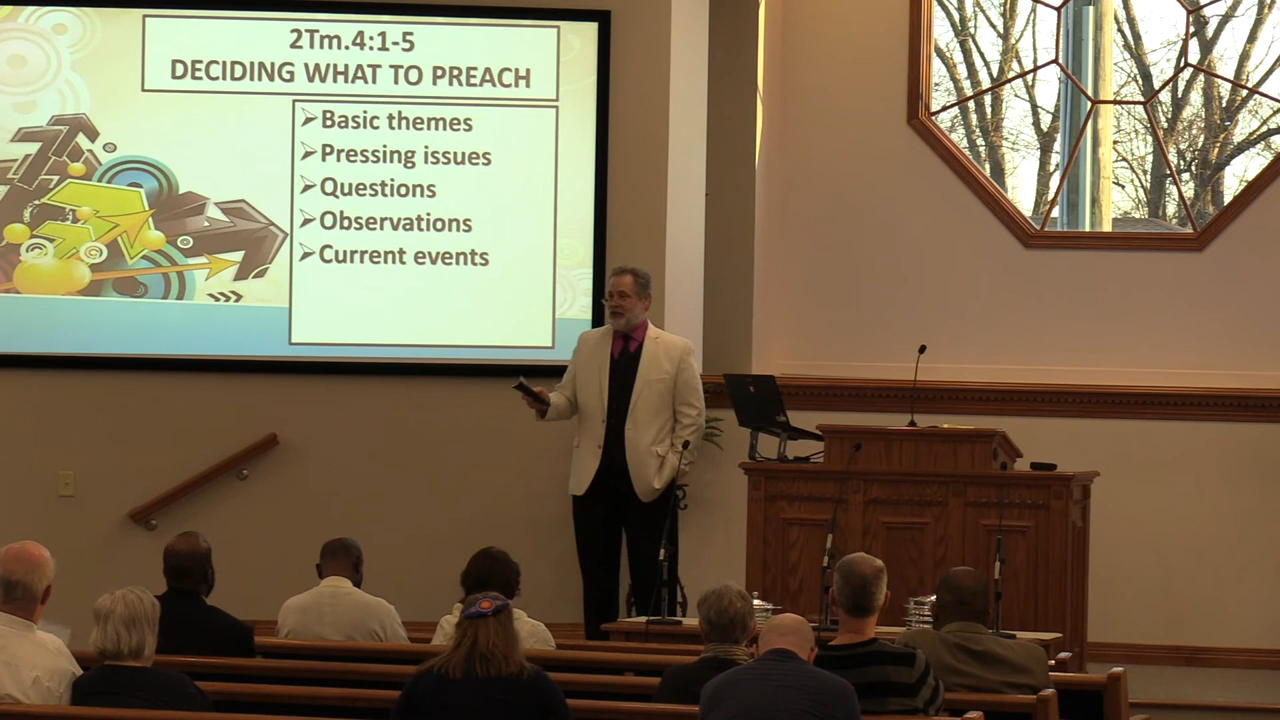 2Tm.4:1-5
DECIDING WHAT TO PREACH
➢Basic themes
➢Pressing issues
➢Questions
➢Observations
➢Current events